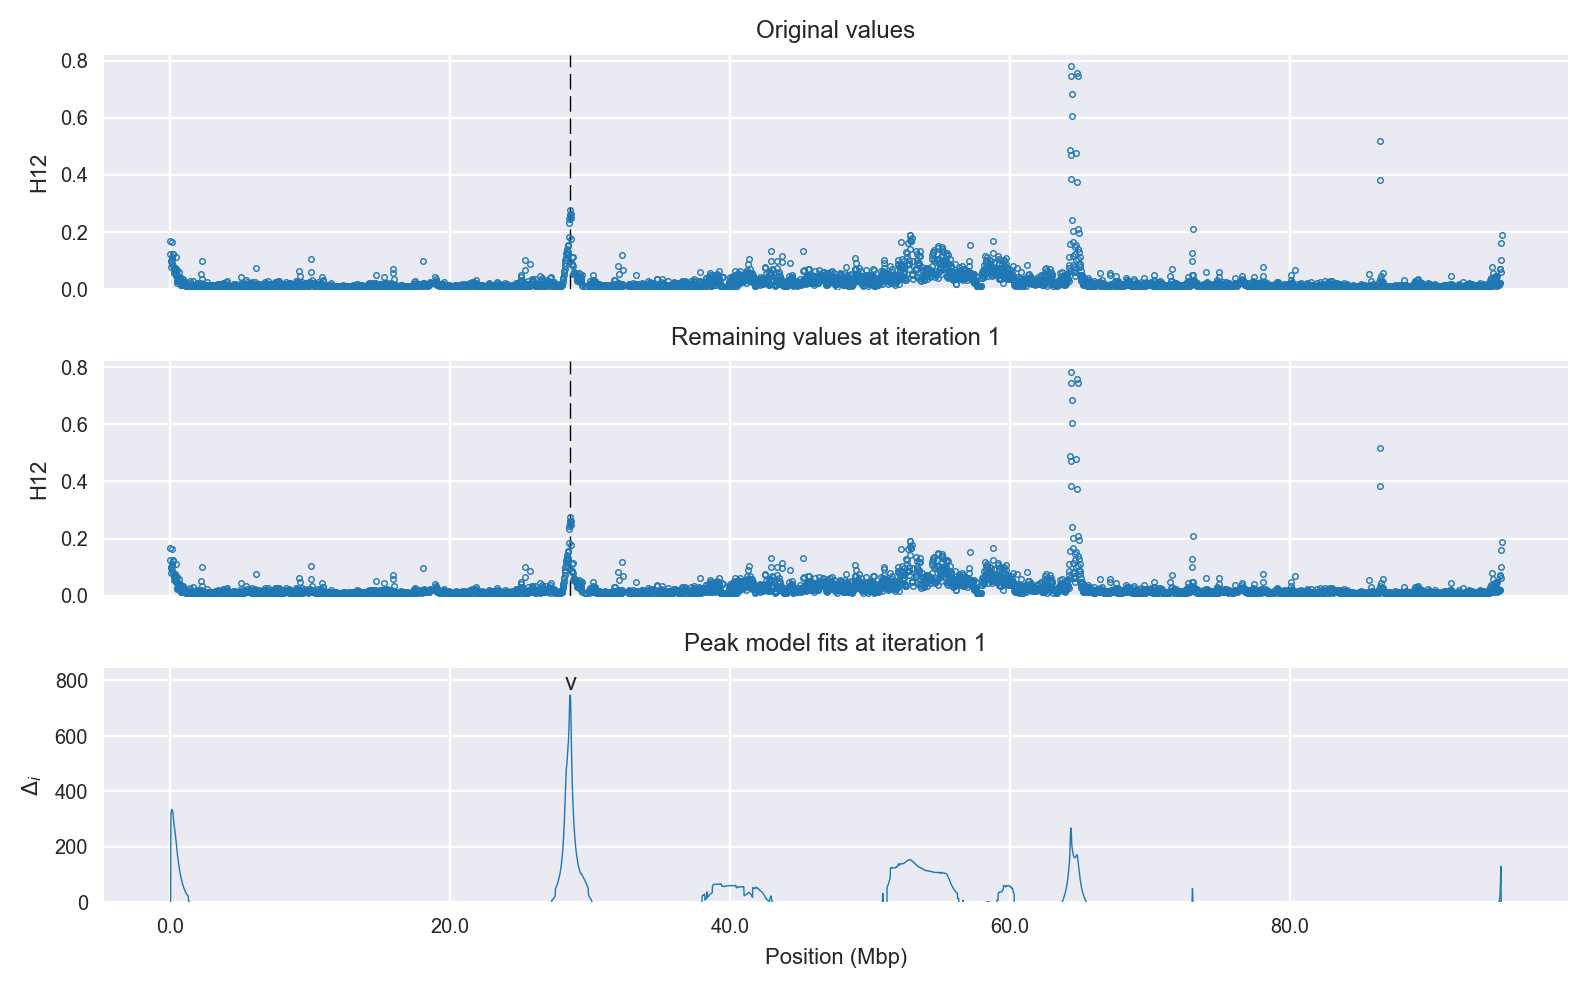 Original values
0.8
0.6
0.4
0.2
0.0
H12
Remaining values at iteration 1
0.8
0.6
0.4
0.2
0.0
H12
Peak model fits at iteration 1
v
800
600
400
200
0
Δi
0.0 20.0 40.0 60.0 80.0
Position (Mbp)